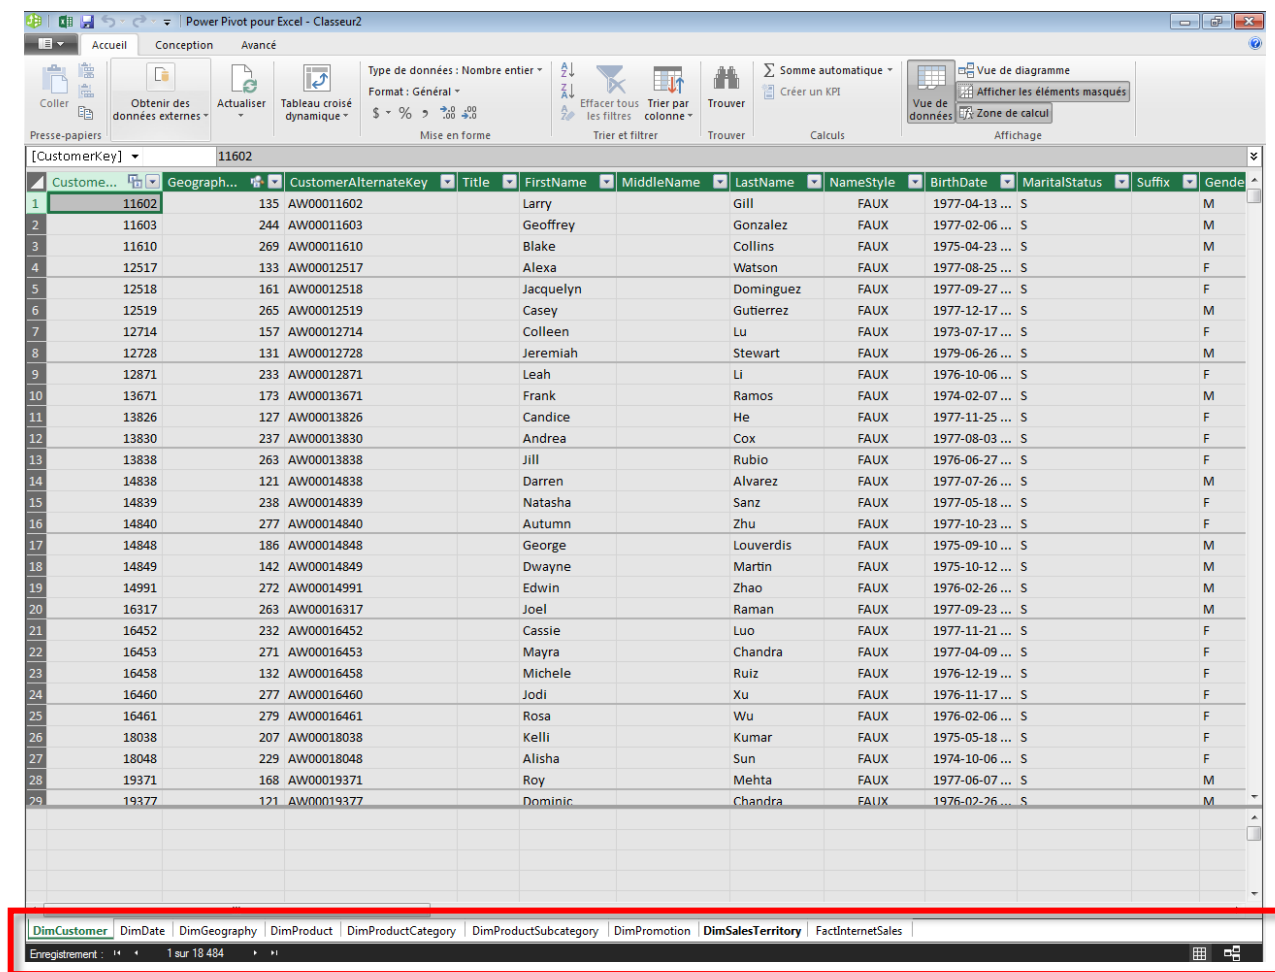 Power Pivot pour Excel - Classeur2
Accueil Conception Avancé
Coller
Presse-papiers
Obtenir des données externes
Actualiser
Tableau croisé dynamique
Type de données : Nombre entier
Format : Général
$ % ,
Mise en forme
Effacer tous les filtres
Trier par colonne
Trier et filtrer
Trouver
Trouver
Somme automatique
Créer un KPI
Calculs
Vue de données
Vue de diagramme
Afficher les éléments masqués
Zone de calcul
Affichage
[CustomerKey] 11602
Custome... Geograph... CustomerAlternateKey Title FirstName MiddleName LastName NameStyle BirthDate MaritalStatus Suffix Gende
1 11602 135 AW00011602 Larry Gill FAUX 1977-04-13 ... S M
2 11603 244 AW00011603 Geoffrey Gonzalez FAUX 1977-02-06 ... S M
3 11610 269 AW00011610 Blake Collins FAUX 1975-04-23 ... S M
4 12517 133 AW00012517 Alexa Watson FAUX 1977-08-25 ... S F
5 12518 161 AW00012518 Jacquelyn Dominguez FAUX 1977-09-27 ... S F
6 12519 265 AW00012519 Casey Gutierrez FAUX 1977-12-17 ... S M
7 12714 157 AW00012714 Colleen Lu FAUX 1973-07-17 ... S F
8 12728 131 AW00012728 Jeremiah Stewart FAUX 1979-06-26 ... S M
9 12871 233 AW00012871 Leah Li FAUX 1976-10-06 ... S F
10 13671 173 AW00013671 Frank Ramos FAUX 1974-02-07 ... S M
11 13826 127 AW00013826 Candice He FAUX 1977-11-25 ... S F
12 13830 237 AW00013830 Andrea Cox FAUX 1977-08-03 ... S F
13 13838 263 AW00013838 Jill Rubio FAUX 1976-06-27 ... S F
14 14838 121 AW00014838 Darren Alvarez FAUX 1977-07-26 ... S M
15 14839 238 AW00014839 Natasha Sanz FAUX 1977-05-18 ... S F
16 14840 277 AW00014840 Autumn Zhu FAUX 1977-10-23 ... S F
17 14848 186 AW00014848 George Louverdis FAUX 1975-09-10 ... S M
18 14849 142 AW00014849 Dwayne Martin FAUX 1975-10-12 ... S M
19 14991 272 AW00014991 Edwin Zhao FAUX 1976-02-26 ... S M
20 16317 263 AW00016317 Joel Raman FAUX 1977-09-23 ... S M
21 16452 232 AW00016452 Cassie Luo FAUX 1977-11-21 ... S F
22 16453 271 AW00016453 Mayra Chandra FAUX 1977-04-09 ... S F
23 16458 132 AW00016458 Michele Ruiz FAUX 1976-12-19 ... S F
24 16460 277 AW00016460 Jodi Xu FAUX 1976-11-17 ... S F
25 16461 279 AW00016461 Rosa Wu FAUX 1976-02-06 ... S F
26 18038 207 AW00018038 Kelli Kumar FAUX 1975-05-18 ... S F
27 18048 229 AW00018048 Alisha Sun FAUX 1974-10-06 ... S F
28 19371 168 AW00019371 Roy Mehta FAUX 1977-06-07 ... S M
29 19377 121 AW00019377 Dominic Chandra FAUX 1976-02-26 ... S M
DimCustomer DimDate DimGeography DimProduct DimProductCategory DimProductSubcategory DimPromotion DimSalesTerritory FactInternetSales
Enregistrement : 1 sur 18 484